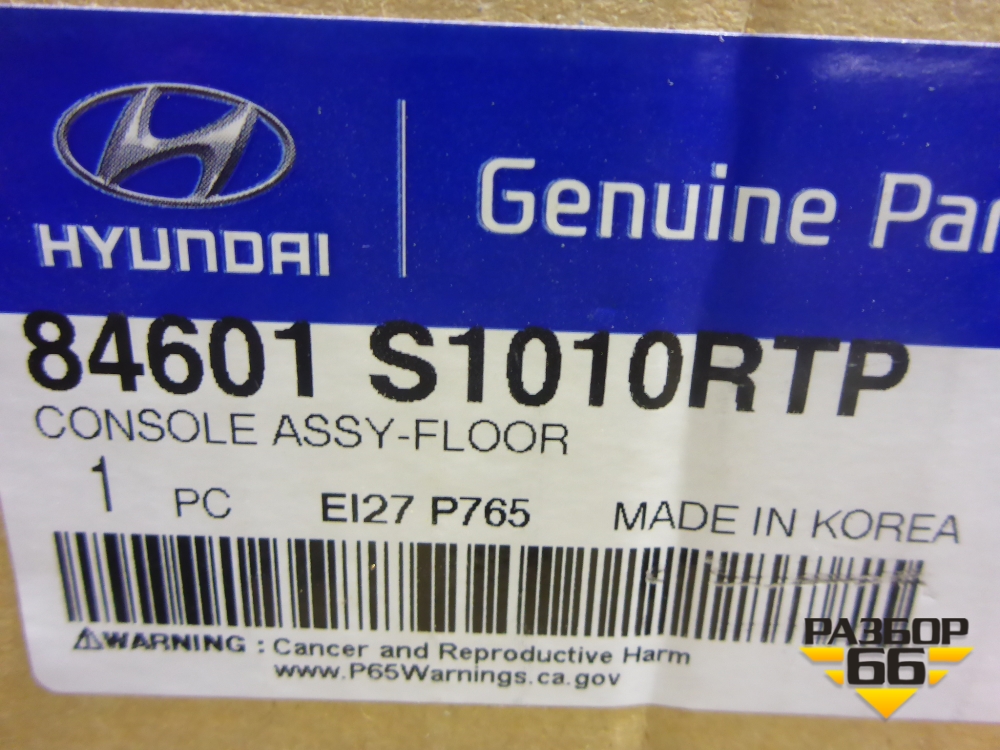 HYUNDAI
Genuine Par
84601 S1010RTP
CONSOLE ASSY-FLOOR
1 PC EI27 P765 MADE IN KOREA
WARNING : Cancer and Reproductive Harm
www.P65Warnings.ca.gov
РАЗБОР
66